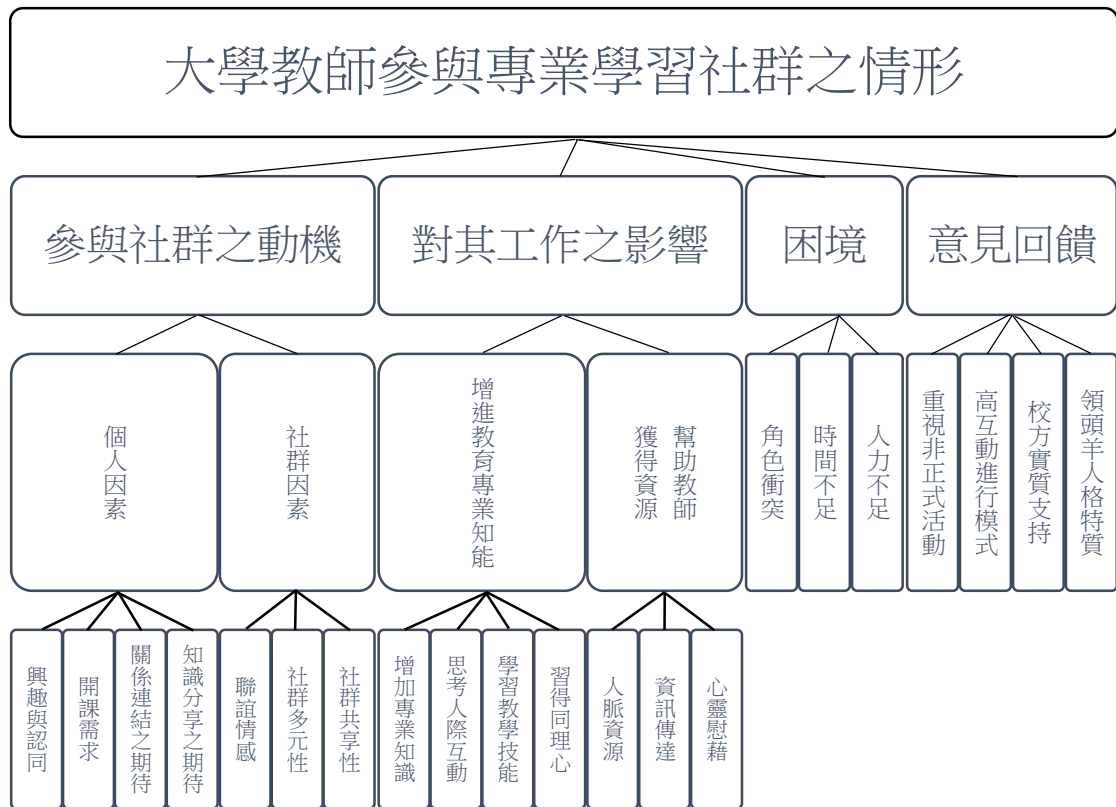 大學教師參與專業學習社群之情形
參與社群之動機
對其工作之影響
困境
意見回饋
個人因素
社群因素
增進教育專業知能
幫助教師
獲得資源
角色衝突
時間不足
人力不足
重視非正式活動
高互動進行模式
校方實質支持
領頭羊人格特質
興趣與認同
開課需求
關係連結之期待
知識分享之期待
聯誼情感
社群多元性
社群共享性
增加專業知識
思考人際互動
學習教學技能
習得同理心
人脈資源
資訊傳達
心靈慰藉